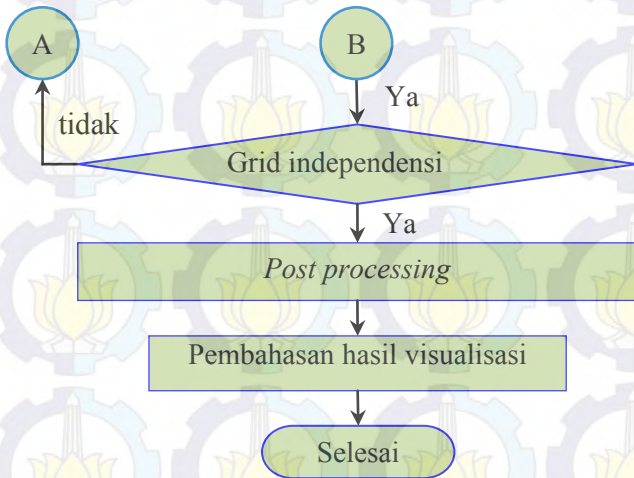 A
B
Ya
tidak
Grid independensi
Ya
Post processing
Pembahasan hasil visualisasi
Selesai